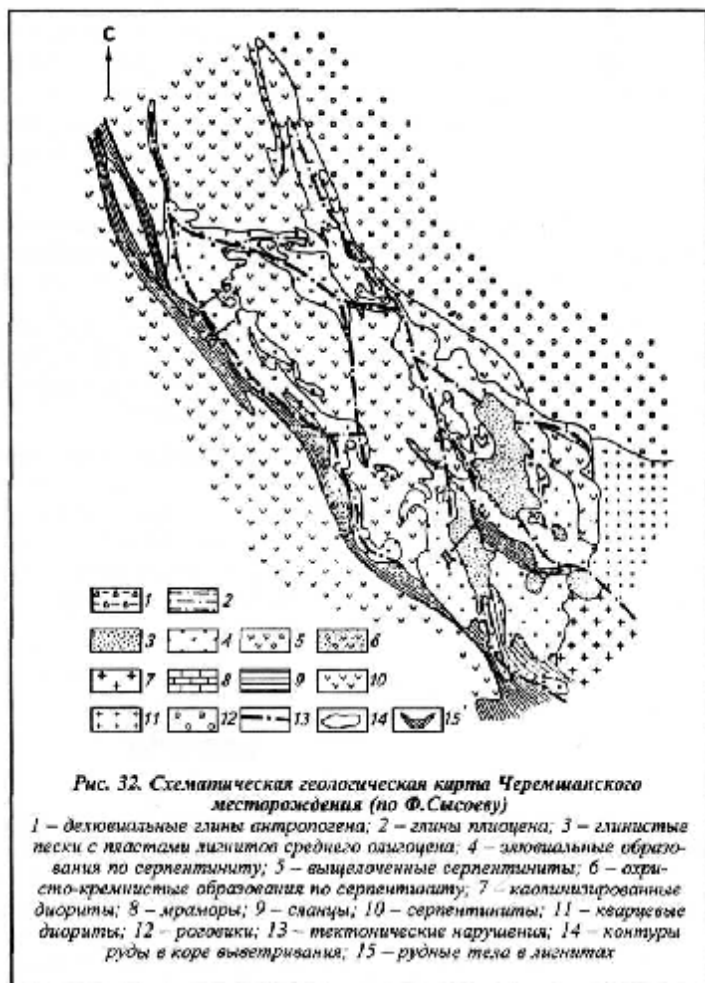 С
1 2
3 4 5 6
7 8 9 10
11 12 13 14 15
Рис. 32. Схематическая геологическая карта Черемшанского
месторождения (по Ф.Сысоеву)
1 – делювиальные глины антропогена; 2 – глины плиоцена; 3 – глинистые
пески с пластами лигнитов среднего олигоцена; 4 – элювиальные образо-
вания по серпентиниту; 5 – выщелоченные серпентиниты; 6 – охри-
сто-кремнистые образования по серпентиниту; 7 – каолинизированные
диориты; 8 – мраморы; 9 – сланцы; 10 – серпентиниты; 11 – кварцевые
диориты; 12 – роговики; 13 – тектонические нарушения; 14 – контуры
руды в коре выветривания; 15 – рудные тела в лигнитах